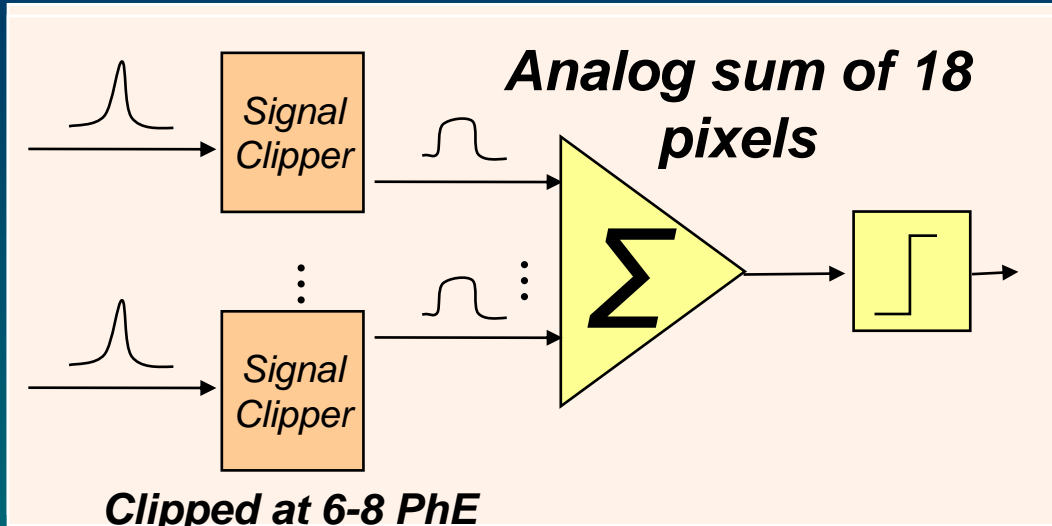 Analog sum of 18
pixels
Signal
Clipper
Σ
Signal
Clipper
Clipped at 6-8 PhE